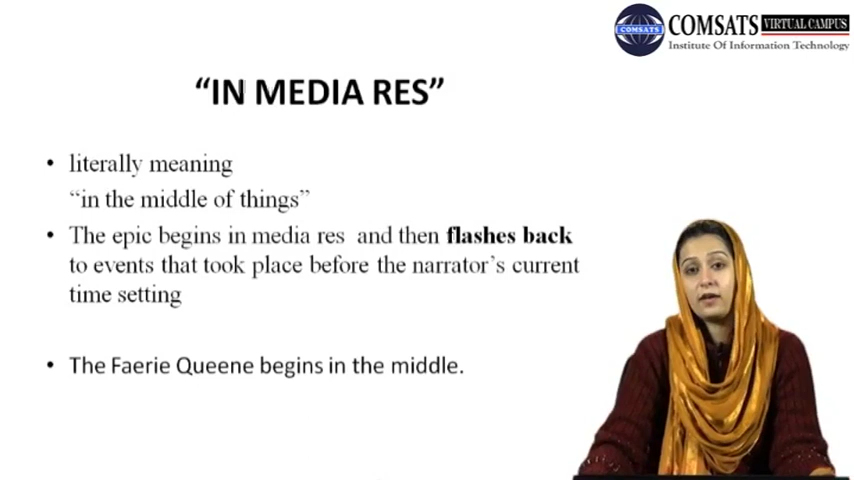 COMSATS VIRTUAL CAMPUS
COMSATS
Institute Of Information Technology
“IN MEDIA RES”
• literally meaning
“in the middle of things”
• The epic begins in media res and then flashes back
to events that took place before the narrator’s current
time setting
• The Faerie Queene begins in the middle.